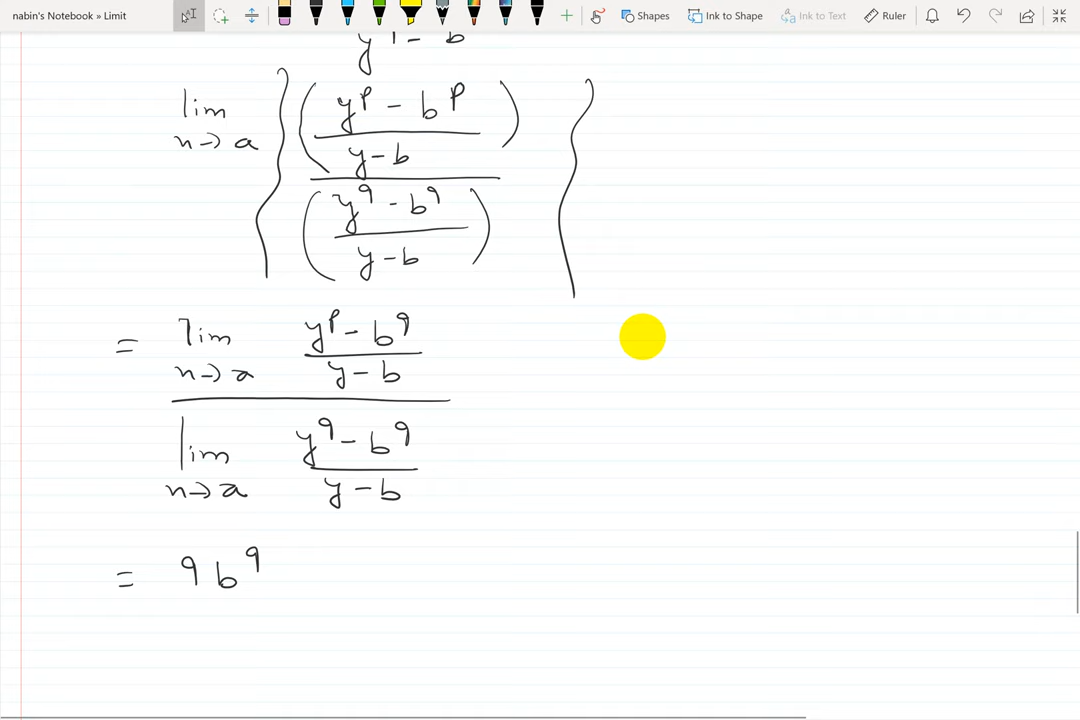 nabin's Notebook » Limit
Shapes
Ink to Shape
Ink to Text
Ruler
lim
n→a
y^p - b^p
y-b
y^q - b^q
y-b
= lim
n→a
y^p - b^q
y-b
lim
n→a
y^q - b^q
y-b
= q b^q